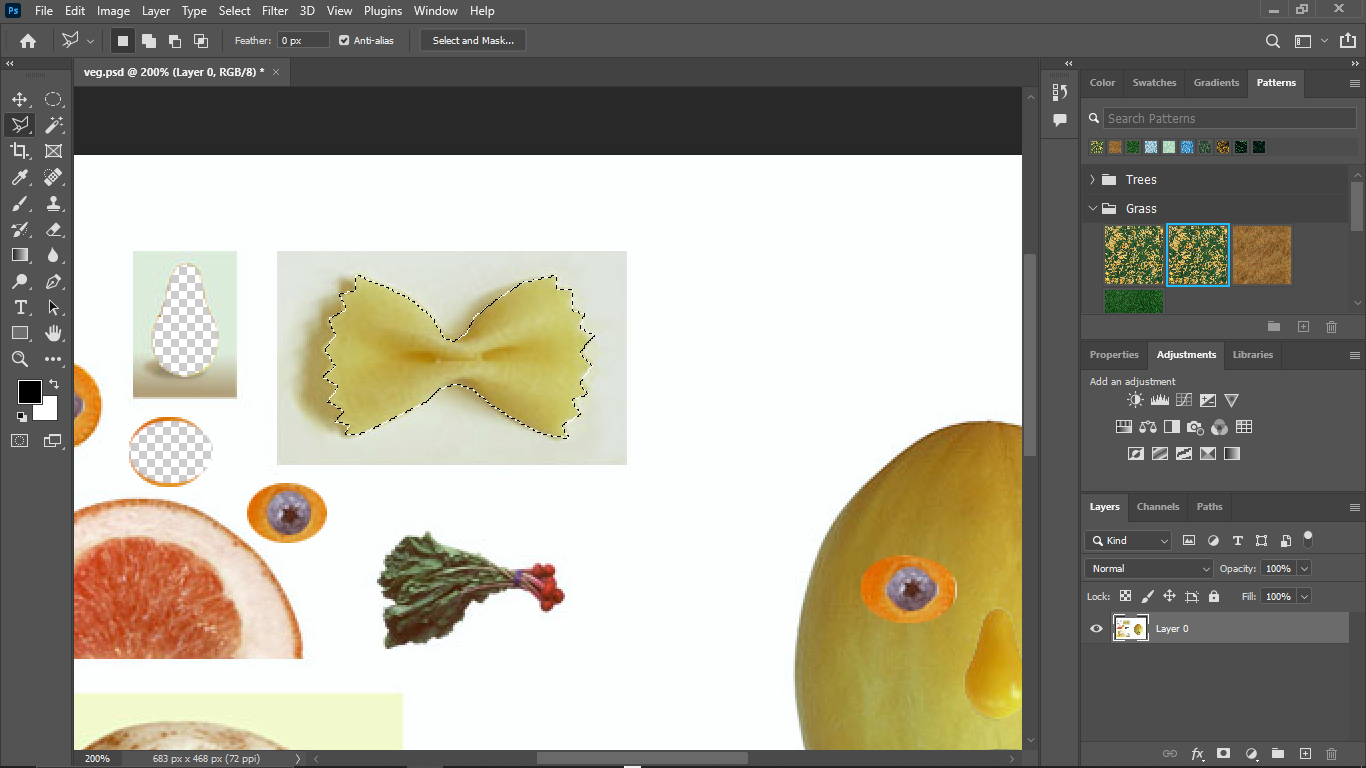 Ps File Edit Image Layer Type Select Filter 3D View Plugins Window Help
Feather: 0 px Anti-alias Select and Mask...
veg.psd @ 200% (Layer 0, RGB/8) *
Color Swatches Gradients Patterns
Search Patterns
Trees
Grass
Properties Adjustments Libraries
Add an adjustment
Layers Channels Paths
Kind
Normal Opacity: 100%
Lock: Fill: 100%
Layer 0
200% 683 px x 468 px (72 ppi)